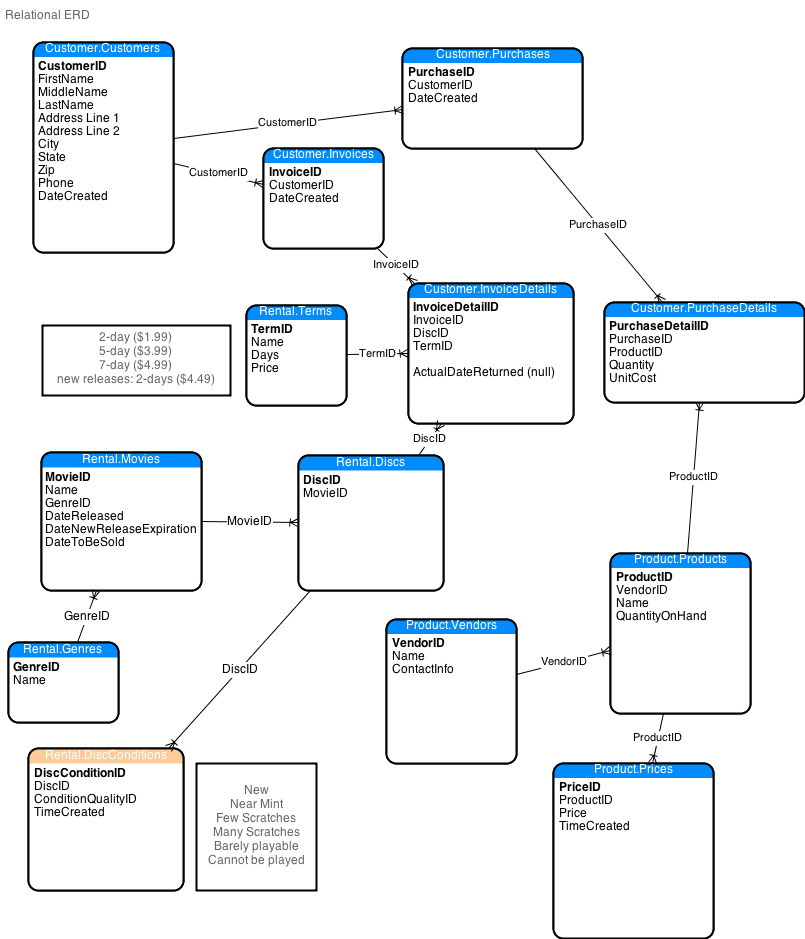 Relational ERD
Customer.Customers
CustomerID
FirstName
MiddleName
LastName
Address Line 1
Address Line 2
City
State
Zip
Phone
DateCreated
Customer.Purchases
PurchaseID
CustomerID
DateCreated
CustomerID
CustomerID
Customer.Invoices
InvoiceID
CustomerID
DateCreated
PurchaseID
InvoiceID
Customer.InvoiceDetails
InvoiceDetailID
InvoiceID
DiscID
TermID
ActualDateReturned (null)
Rental.Terms
TermID
Name
Days
Price
TermID
2-day ($1.99)
5-day ($3.99)
7-day ($4.99)
new releases: 2-days ($4.49)
Customer.PurchaseDetails
PurchaseDetailID
PurchaseID
ProductID
Quantity
UnitCost
DiscID
Rental.Movies
MovieID
Name
GenreID
DateReleased
DateNewReleaseExpiration
DateToBeSold
MovieID
Rental.Discs
DiscID
MovieID
ProductID
GenreID
Rental.Genres
GenreID
Name
DiscID
Product.Vendors
VendorID
Name
ContactInfo
VendorID
Product.Products
ProductID
VendorID
Name
QuantityOnHand
ProductID
Rental.DiscConditions
DiscConditionID
DiscID
ConditionQualityID
TimeCreated
New
Near Mint
Few Scratches
Many Scratches
Barely playable
Cannot be played
Product.Prices
PriceID
ProductID
Price
TimeCreated